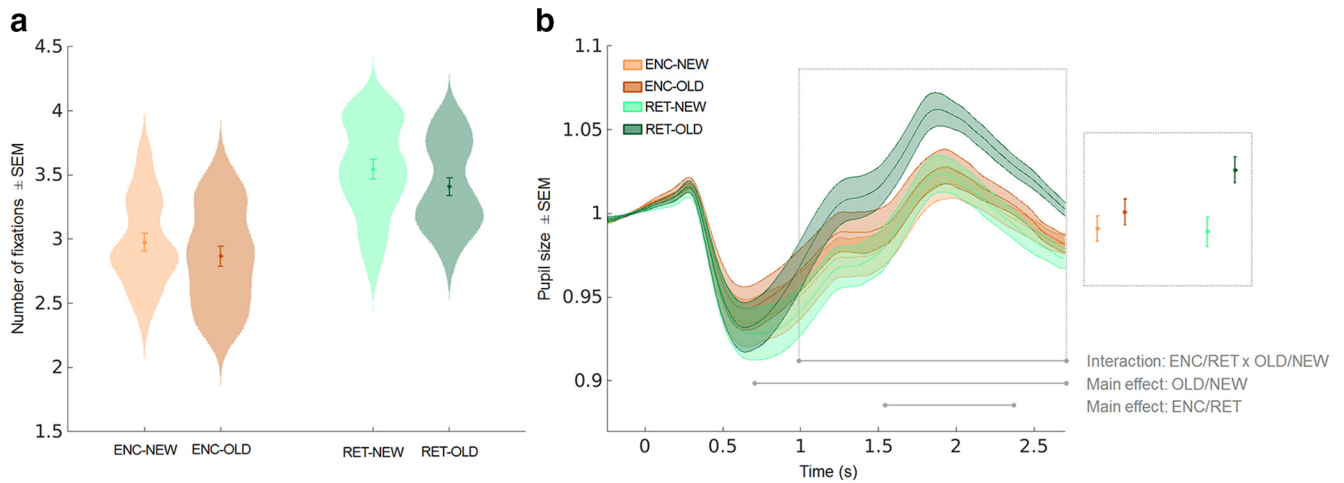 a
4.5
4
3.5
3
2.5
2
1.5
Number of fixations ± SEM
ENC-NEW
ENC-OLD
RET-NEW
RET-OLD
b
1.1
1.05
1
0.95
0.9
Pupil size ± SEM
ENC-NEW
ENC-OLD
RET-NEW
RET-OLD
0
0.5
1
1.5
2
2.5
Time (s)
Interaction: ENC/RET x OLD/NEW
Main effect: OLD/NEW
Main effect: ENC/RET